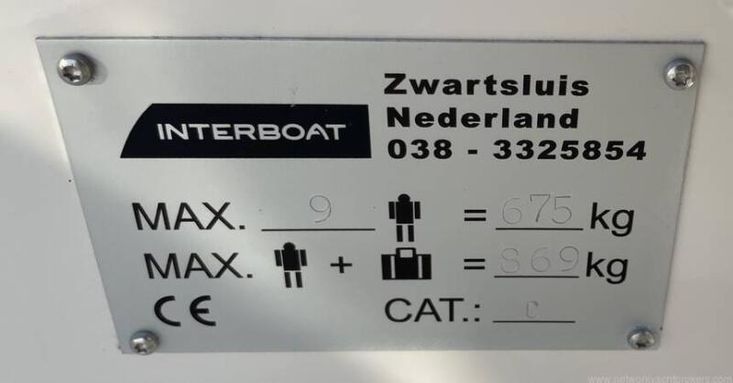 Zwartsluis
Nederland
INTERBOAT
038 - 3325854
MAX. 9 = 675 kg
MAX. + = 869 kg
CE CAT.: C